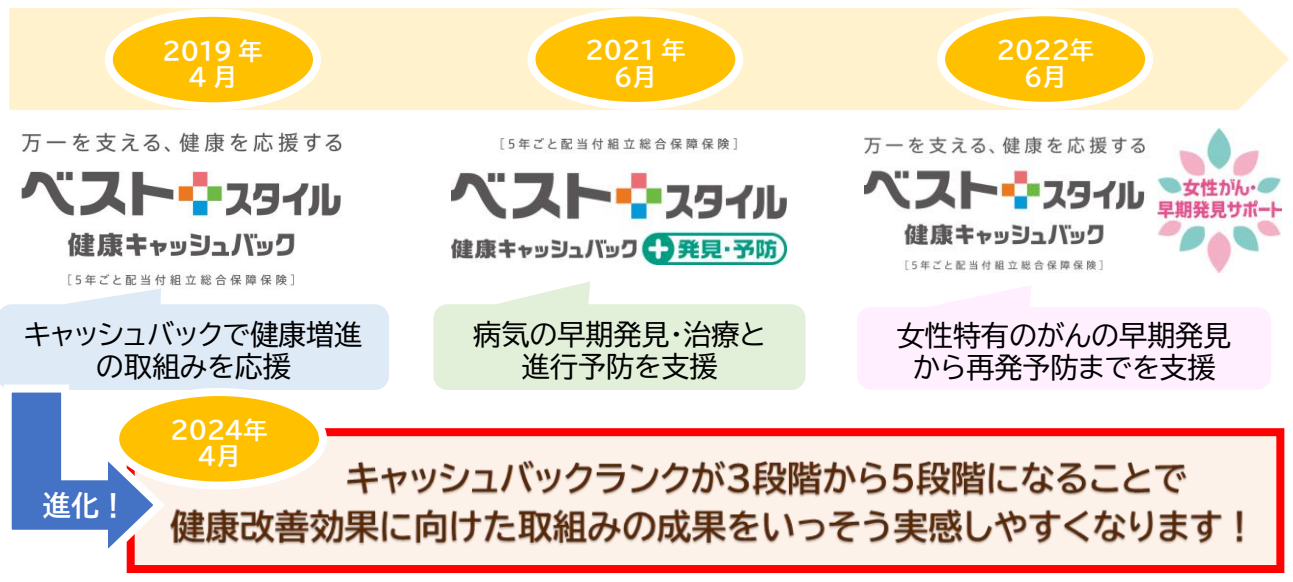 2019年
4月
2021年
6月
2022年
6月
万一を支える、健康を応援する
ベストスタイル
健康キャッシュバック
[5年ごと配当付組立総合保障保険]
キャッシュバックで健康増進
の取組みを応援
[5年ごと配当付組立総合保障保険]
ベストスタイル
健康キャッシュバック 発見・予防
病気の早期発見・治療と
進行予防を支援
万一を支える、健康を応援する
ベストスタイル
健康キャッシュバック
[5年ごと配当付組立総合保障保険]
女性がん・
早期発見サポート
女性特有のがんの早期発見
から再発予防までを支援
進化！
2024年
4月
キャッシュバックランクが3段階から5段階になることで
健康改善効果に向けた取組みの成果をいっそう実感しやすくなります！